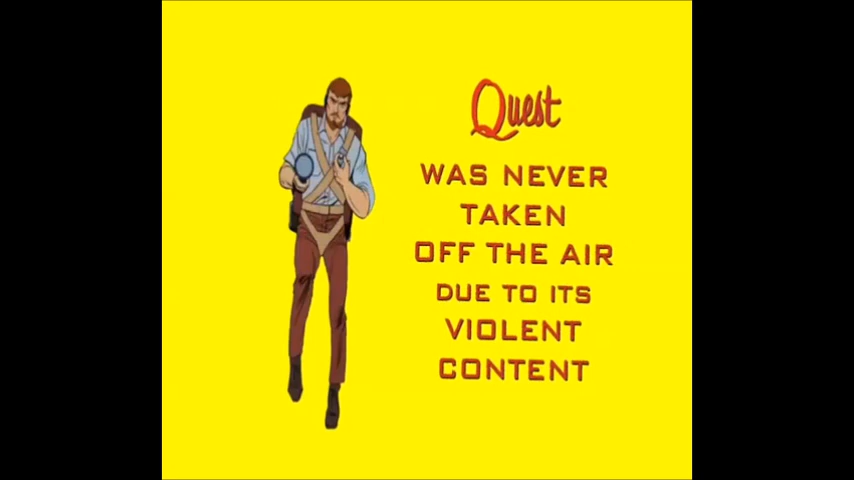 Quest
WAS NEVER
TAKEN
OFF THE AIR
DUE TO ITS
VIOLENT
CONTENT